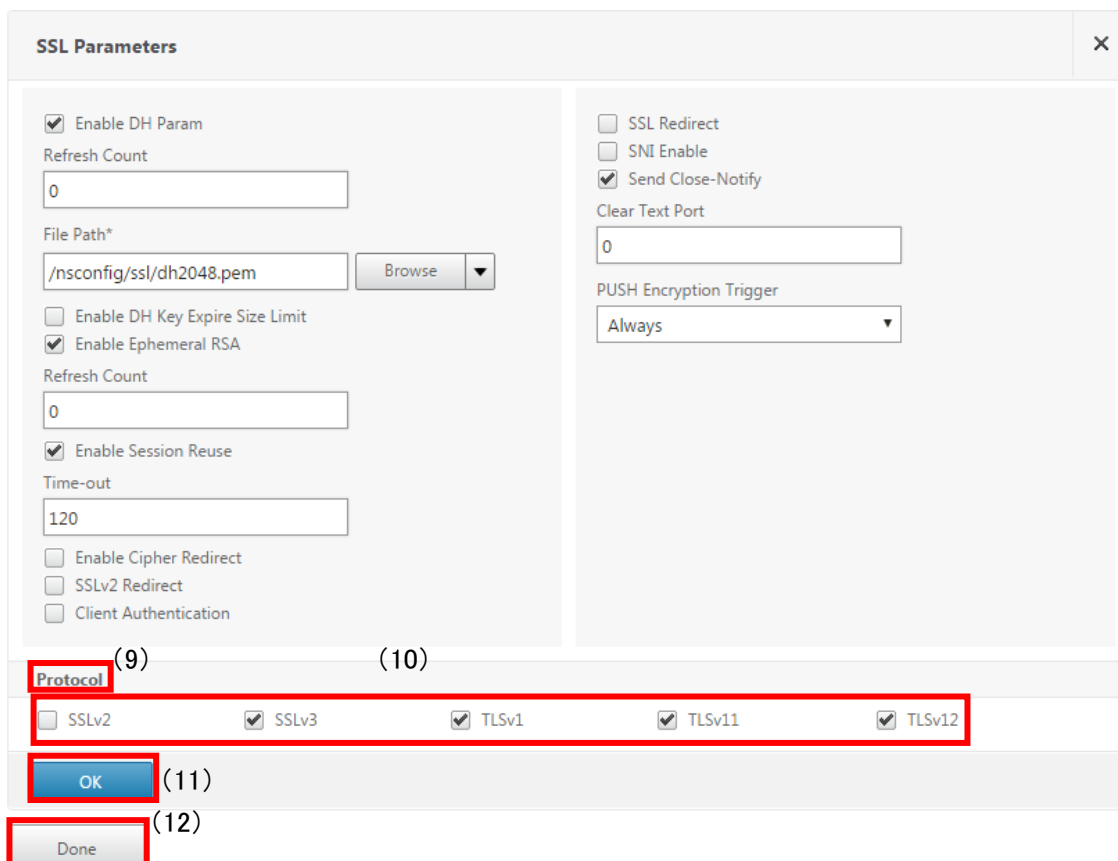 SSL Parameters
×
Enable DH Param
Refresh Count
0
File Path*
/nsconfig/ssl/dh2048.pem
Browse
Enable DH Key Expire Size Limit
Enable Ephemeral RSA
Refresh Count
0
Enable Session Reuse
Time-out
120
Enable Cipher Redirect
SSLv2 Redirect
Client Authentication
SSL Redirect
SNI Enable
Send Close-Notify
Clear Text Port
0
PUSH Encryption Trigger
Always
(9)
(10)
Protocol
SSLv2 SSLv3 TLSv1 TLSv11 TLSv12
OK
(11)
(12)
Done